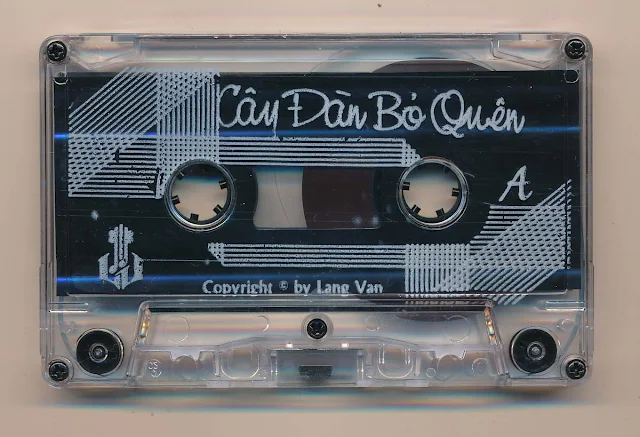 Cây Đàn Bỏ Quên
A
Copyright © by Lang Van